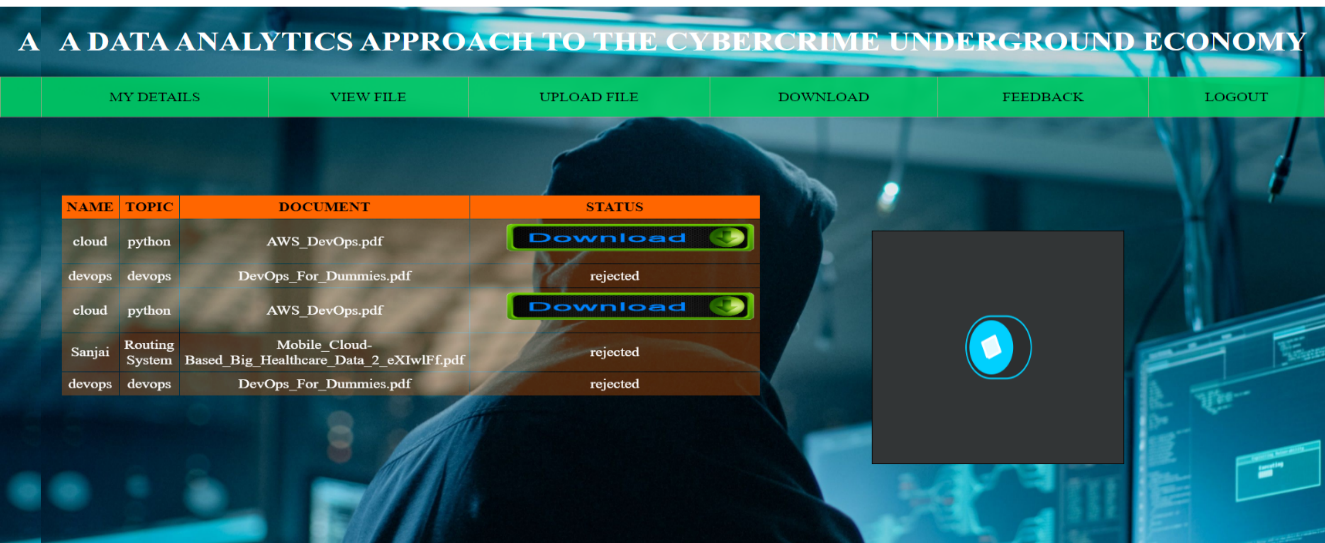 A A DATA ANALYTICS APPROACH TO THE CYBERCRIME UNDERGROUND ECONOMY
MY DETAILS VIEW FILE UPLOAD FILE DOWNLOAD FEEDBACK LOGOUT
NAME TOPIC DOCUMENT STATUS
cloud python AWS_DevOps.pdf Download
devops devops DevOps_For_Dummies.pdf rejected
cloud python AWS_DevOps.pdf Download
Sanjai Routing System Mobile_Cloud-Based_Big_Healthcare_Data_2_eXIwlFf.pdf rejected
devops devops DevOps_For_Dummies.pdf rejected